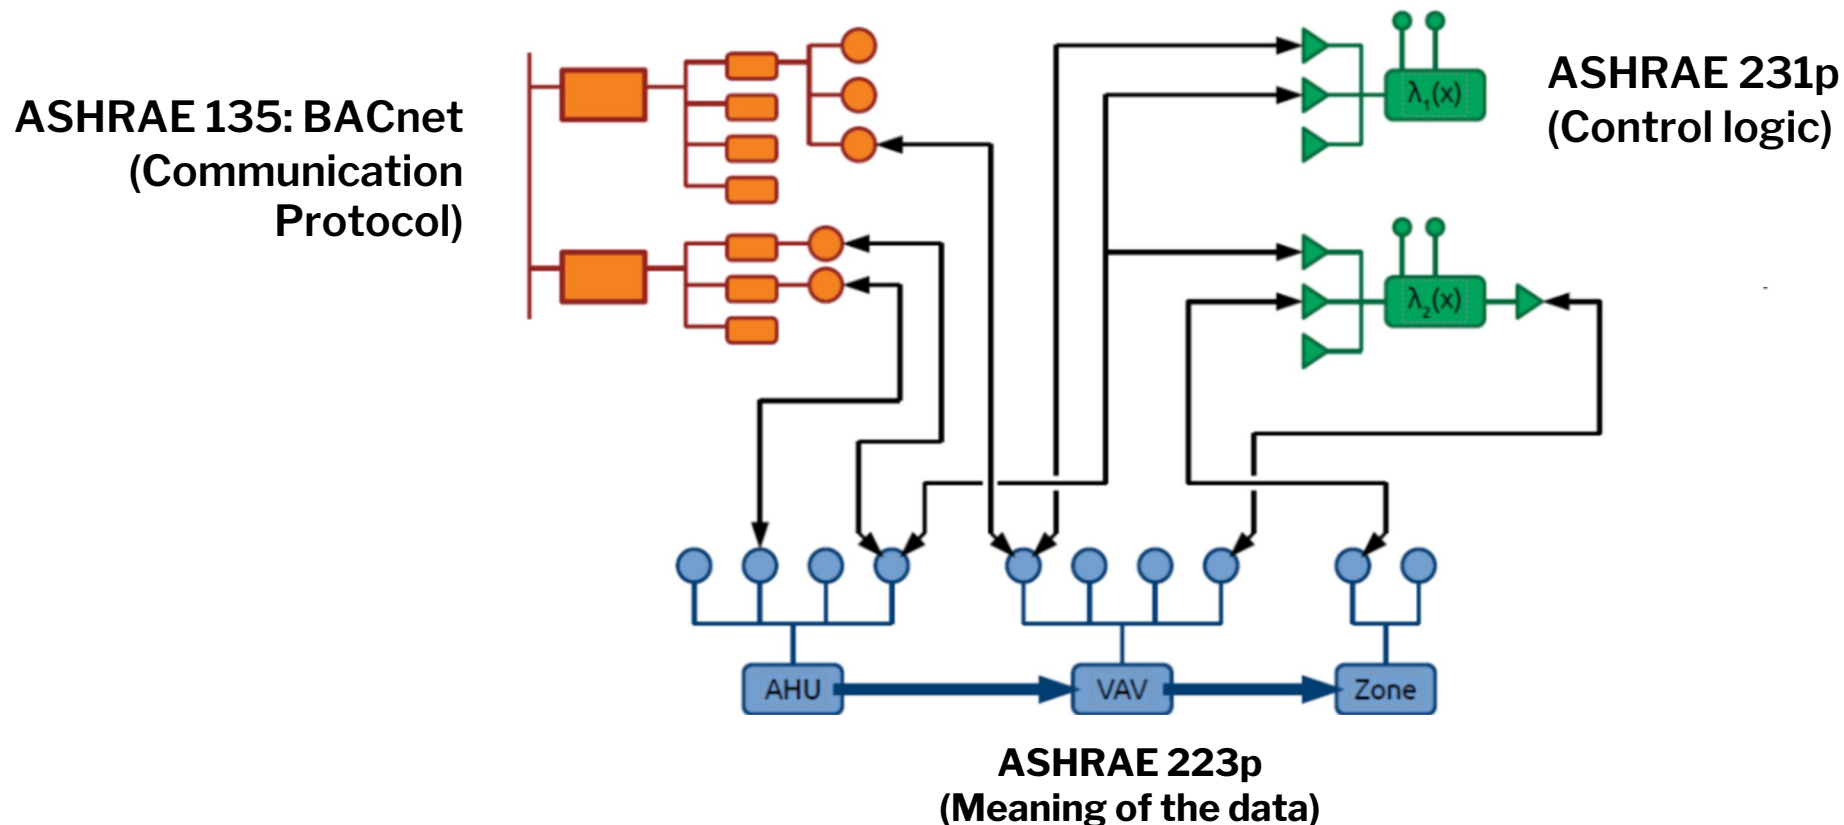 ASHRAE 135: BACnet
(Communication
Protocol)
λ₁(x)
ASHRAE 231p
(Control logic)
λ₂(x)
AHU
VAV
Zone
ASHRAE 223p
(Meaning of the data)